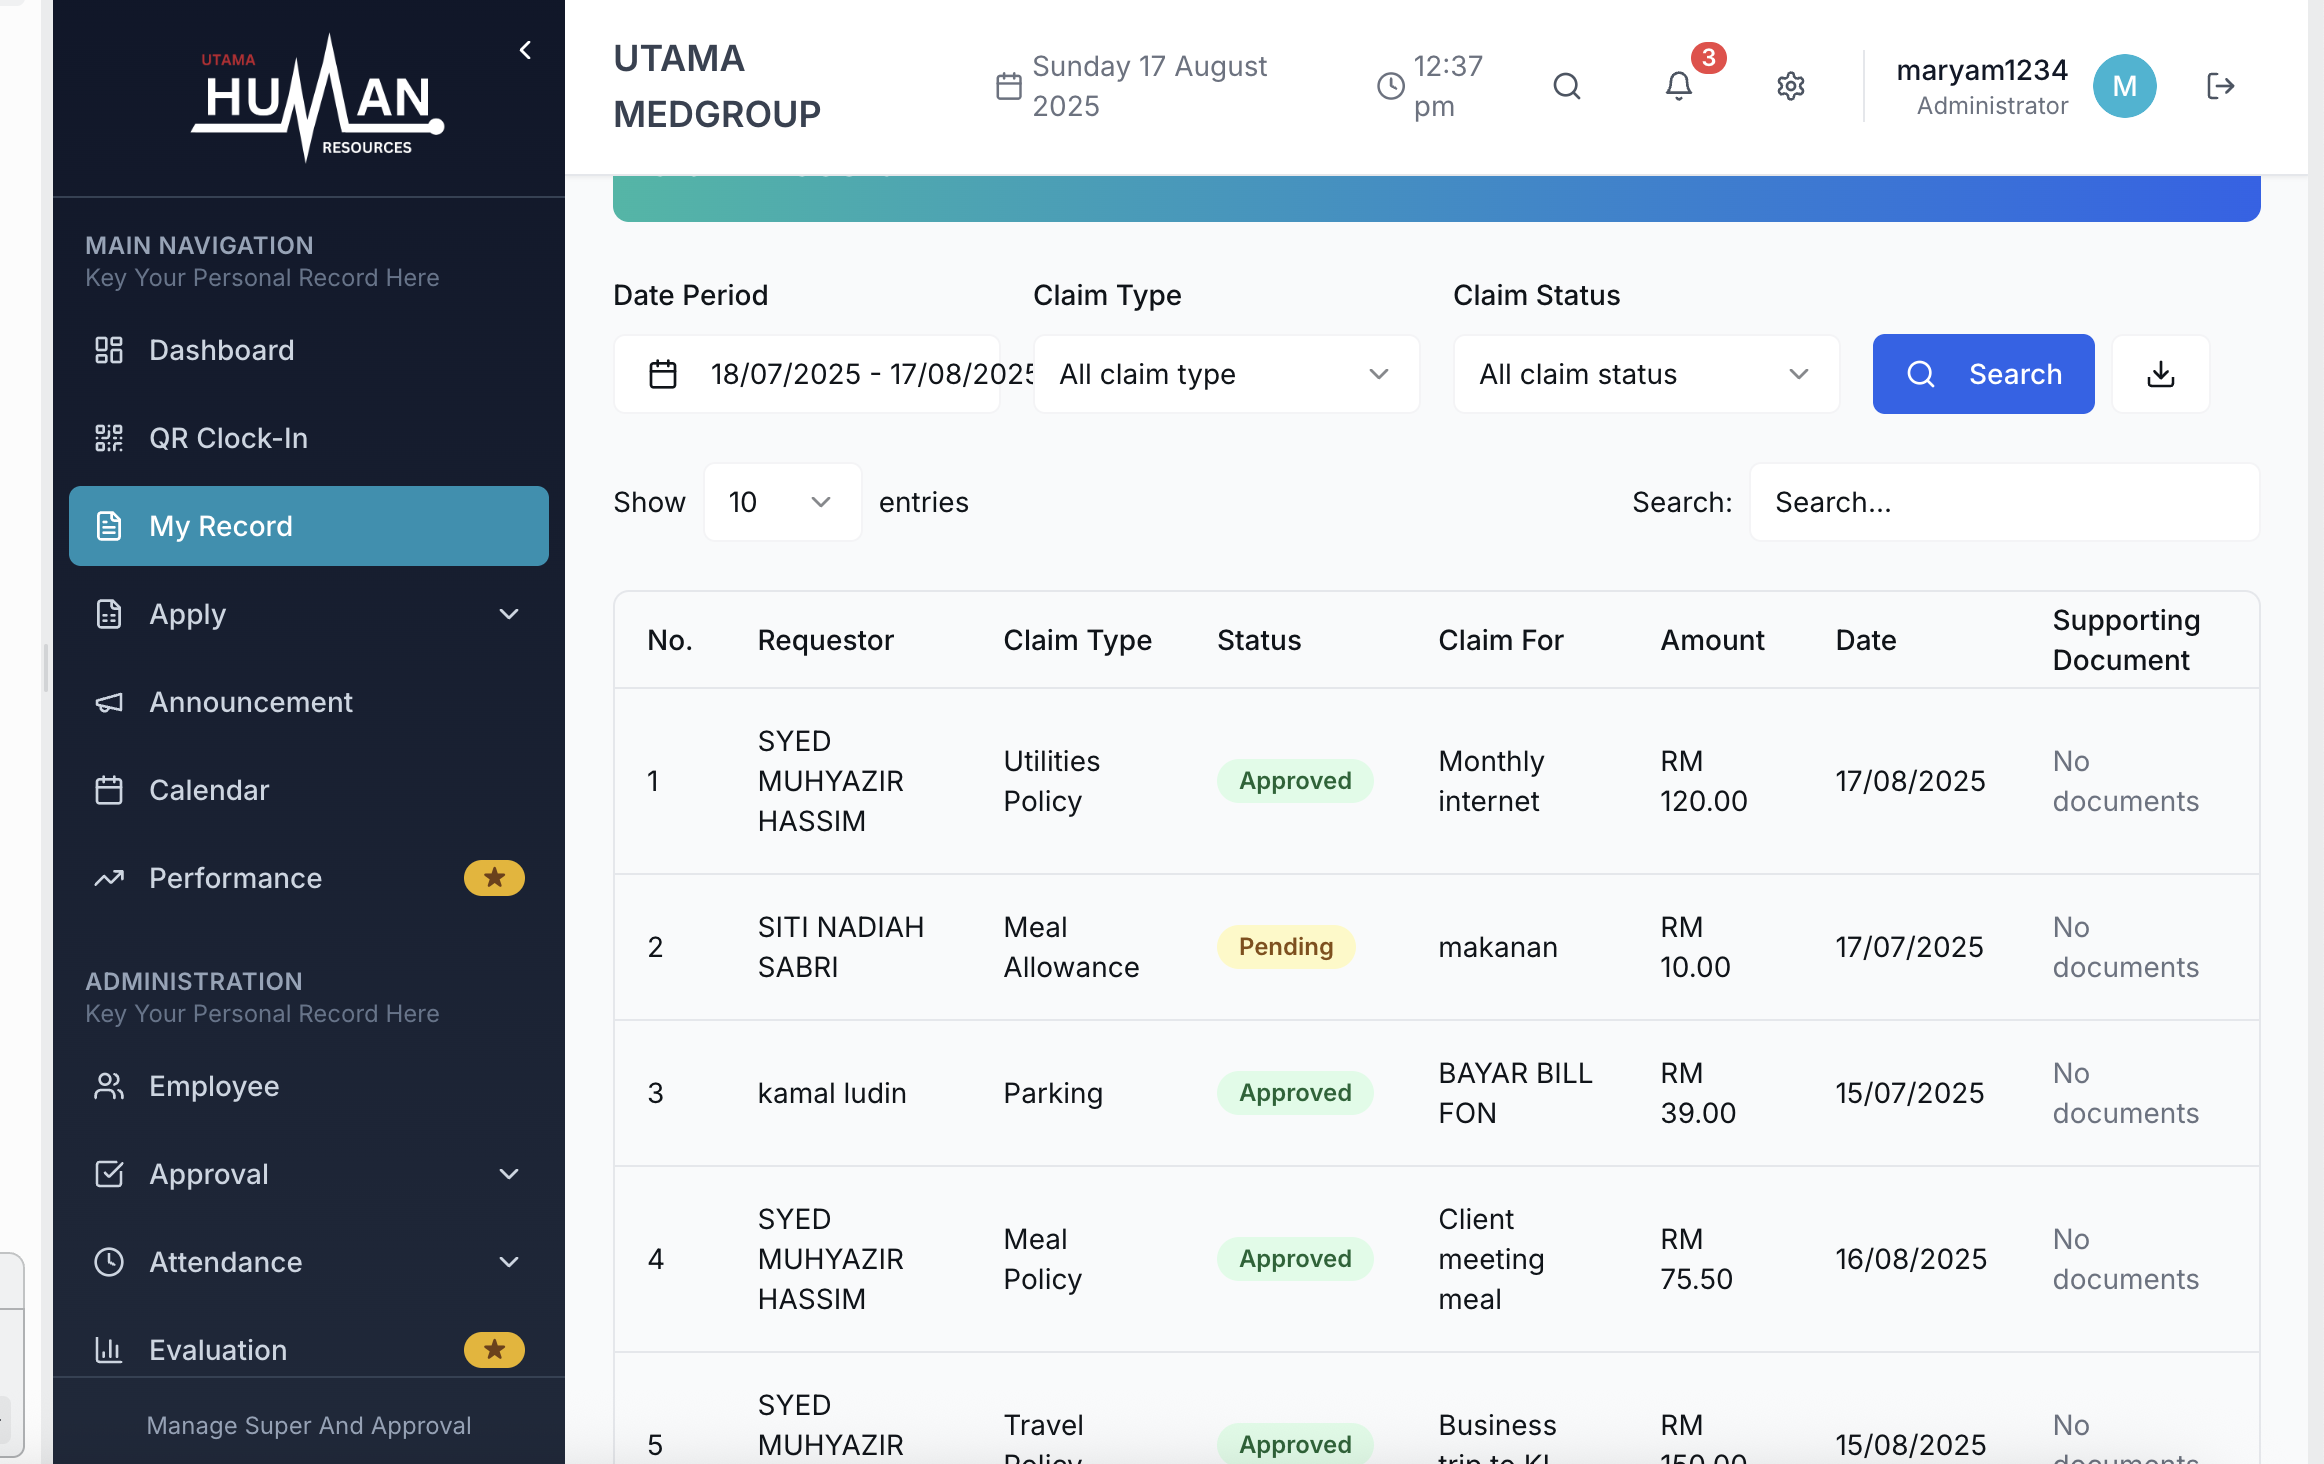 UTAMA
HUMAN
RESOURCES
MAIN NAVIGATION
Key Your Personal Record Here
Dashboard
QR Clock-In
My Record
Apply
Announcement
Calendar
Performance
ADMINISTRATION
Key Your Personal Record Here
Employee
Approval
Attendance
Evaluation
Manage Super And Approval
UTAMA
MEDGROUP
Sunday 17 August
2025
12:37
pm
3
maryam1234
Administrator
M
Date Period
Claim Type
Claim Status
18/07/2025 - 17/08/2025
All claim type
All claim status
Search
Show
10
entries
Search:
Search...
No.
Requestor
Claim Type
Status
Claim For
Amount
Date
Supporting
Document
1
SYED
MUHYAZIR
HASSIM
Utilities
Policy
Approved
Monthly
internet
RM
120.00
17/08/2025
No
documents
2
SITI NADIAH
SABRI
Meal
Allowance
Pending
makanan
RM
10.00
17/07/2025
No
documents
3
kamal ludin
Parking
Approved
BAYAR BILL
FON
RM
39.00
15/07/2025
No
documents
4
SYED
MUHYAZIR
HASSIM
Meal
Policy
Approved
Client
meeting
meal
RM
75.50
16/08/2025
No
documents
5
SYED
MUHYAZIR
Travel
Policy
Approved
Business
trip to KL
RM
150.00
15/08/2025
No
documents